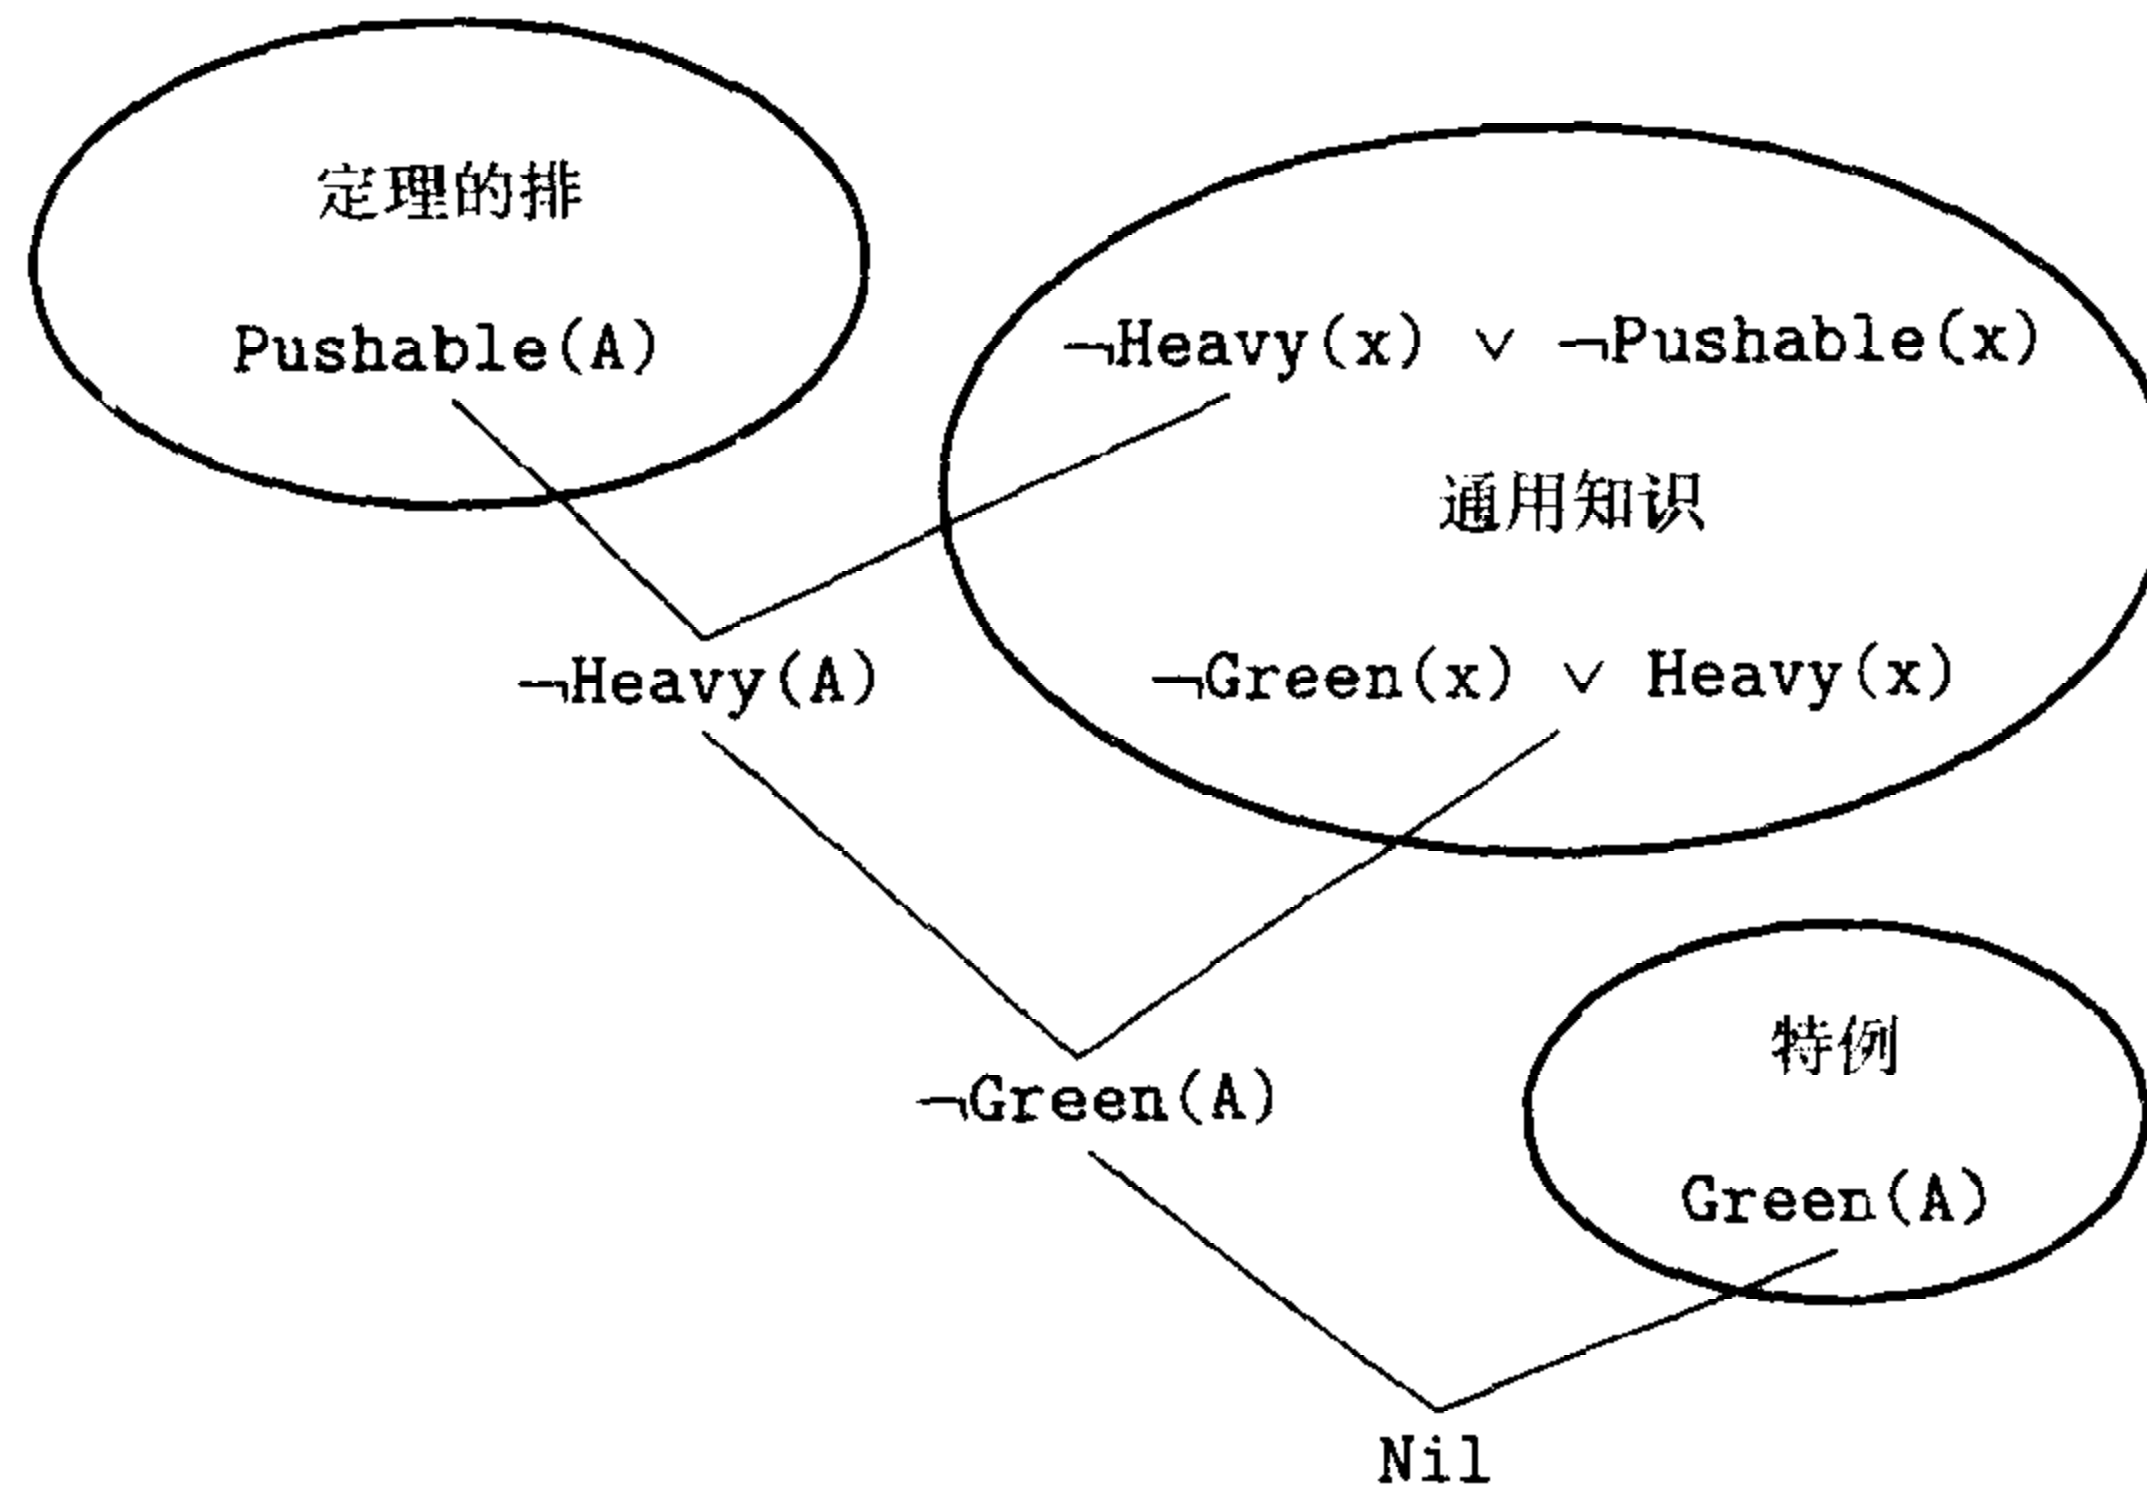 定理的排
Pushable(A)
¬Heavy(x) ∨ ¬Pushable(x)
通用知识
¬Heavy(A)
¬Green(x) ∨ Heavy(x)
特例
¬Green(A)
Green(A)
Nil